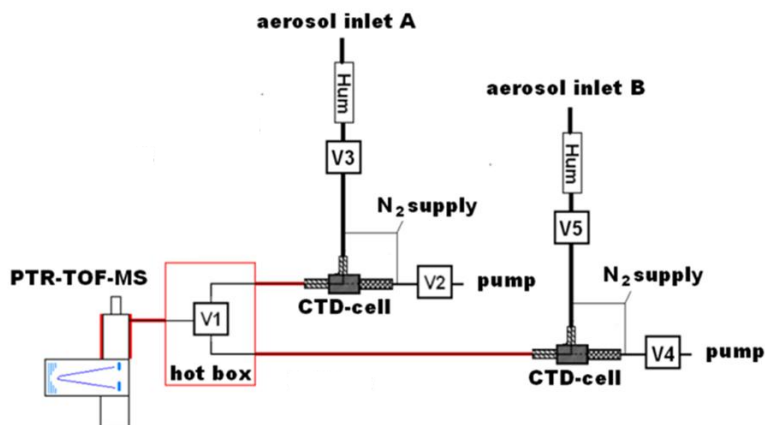 aerosol inlet A
Hum
V3
N2 supply
V2
pump
CTD-cell
aerosol inlet B
Hum
V5
N2 supply
V4
pump
CTD-cell
PTR-TOF-MS
V1
hot box